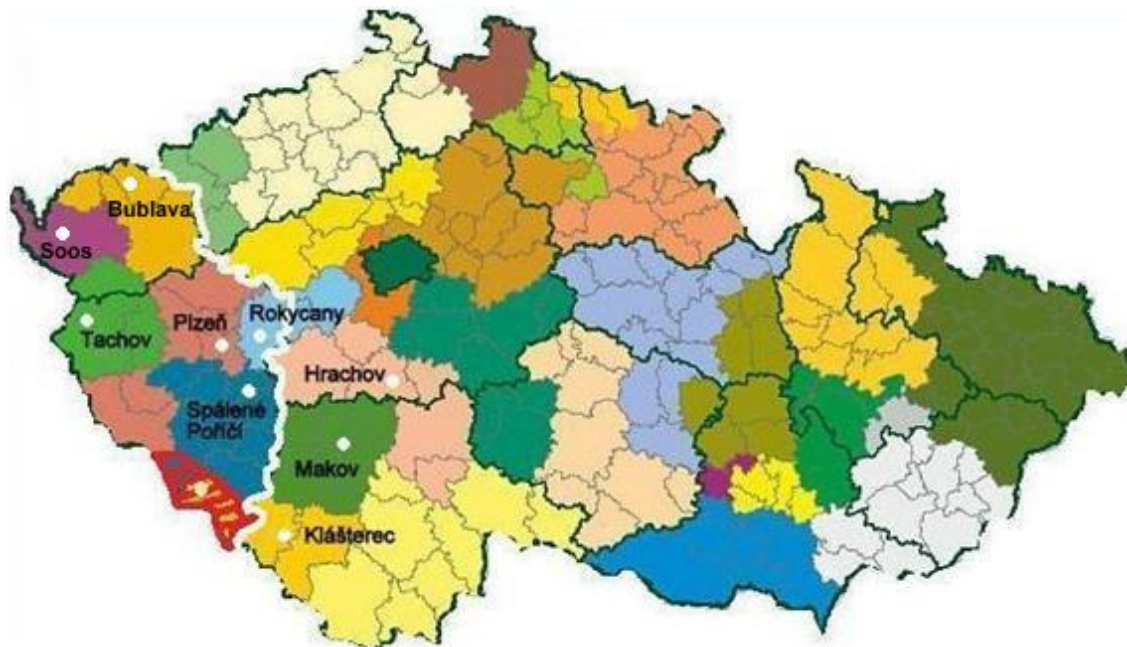 Bublava
Soos
Tachov
Plzeň
Rokycany
Hrachov
Spálené
Poříčí
Makov
Klášterec